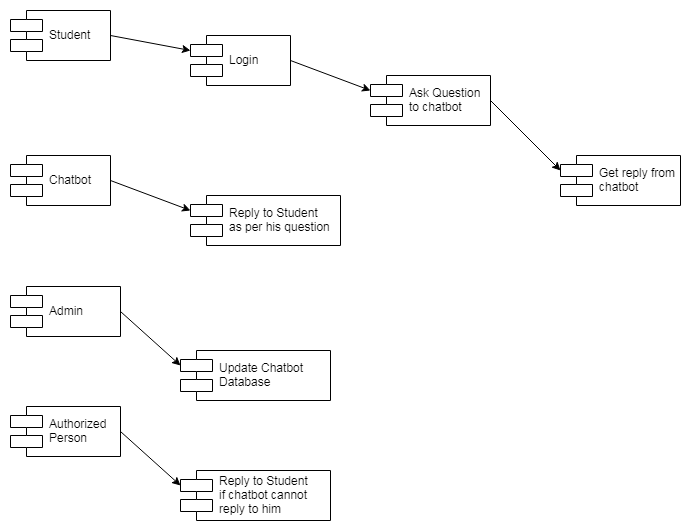 Student
Login
Ask Question
to chatbot
Get reply from
chatbot
Chatbot
Reply to Student
as per his question
Admin
Update Chatbot
Database
Authorized
Person
Reply to Student
if chatbot cannot
reply to him